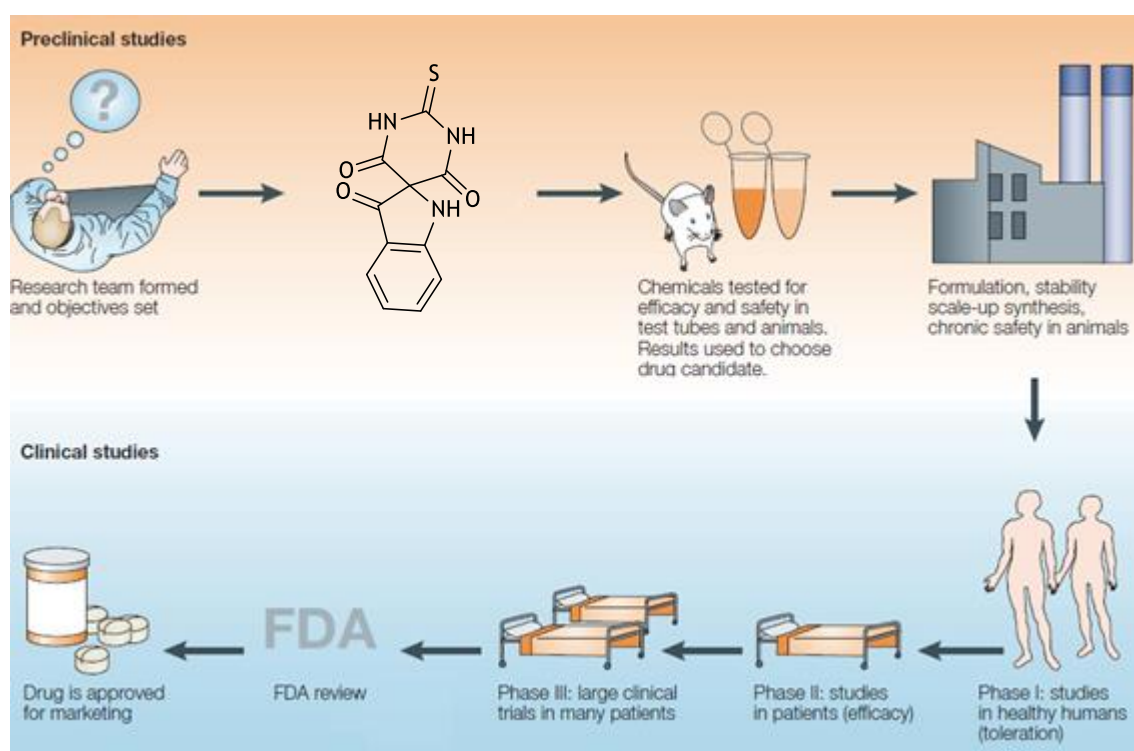 Preclinical studies
?
S
HN
NH
O
O
O
NH
Research team formed
and objectives set
Chemicals tested for
efficacy and safety in
test tubes and animals.
Results used to choose
drug candidate.
Formulation, stability
scale-up synthesis,
chronic safety in animals
Clinical studies
FDA
Drug is approved
for marketing
FDA review
Phase III: large clinical
trials in many patients
Phase II: studies
in patients (efficacy)
Phase I: studies
in healthy humans
(toleration)